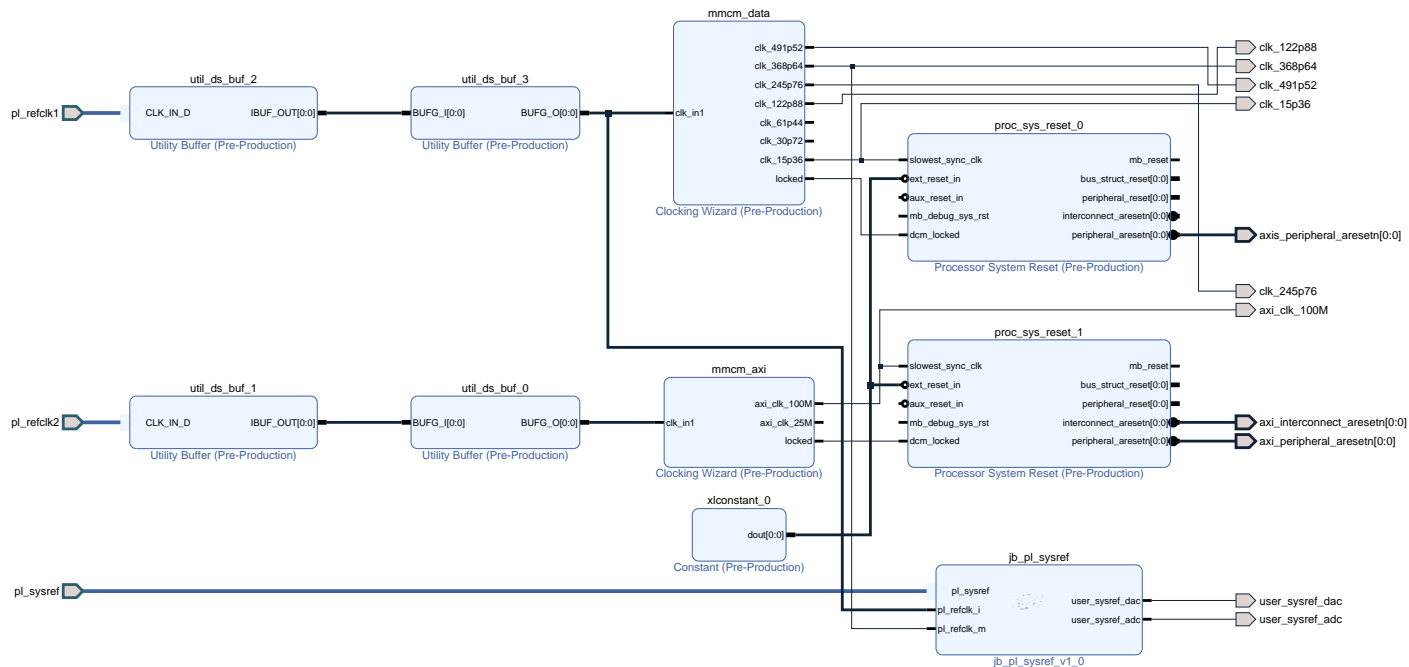 pl_refclk1
util_ds_buf_2
CLK_IN_D
IBUF_OUT[0:0]
Utility Buffer (Pre-Production)
util_ds_buf_3
BUFG_I[0:0]
BUFG_O[0:0]
Utility Buffer (Pre-Production)
mmcm_data
clk_in1
clk_491p52
clk_368p64
clk_245p76
clk_122p88
clk_61p44
clk_30p72
clk_15p36
locked
Clocking Wizard (Pre-Production)
clk_122p88
clk_368p64
clk_491p52
clk_15p36
proc_sys_reset_0
slowest_sync_clk
ext_reset_in
aux_reset_in
mb_debug_sys_rst
dcm_locked
mb_reset
bus_struct_reset[0:0]
peripheral_reset[0:0]
interconnect_aresetn[0:0]
peripheral_aresetn[0:0]
Processor System Reset (Pre-Production)
axis_peripheral_aresetn[0:0]
clk_245p76
axi_clk_100M
pl_refclk2
util_ds_buf_1
CLK_IN_D
IBUF_OUT[0:0]
Utility Buffer (Pre-Production)
util_ds_buf_0
BUFG_I[0:0]
BUFG_O[0:0]
Utility Buffer (Pre-Production)
mmcm_axi
clk_in1
axi_clk_100M
axi_clk_25M
locked
Clocking Wizard (Pre-Production)
proc_sys_reset_1
slowest_sync_clk
ext_reset_in
aux_reset_in
mb_debug_sys_rst
dcm_locked
mb_reset
bus_struct_reset[0:0]
peripheral_reset[0:0]
interconnect_aresetn[0:0]
peripheral_aresetn[0:0]
Processor System Reset (Pre-Production)
axi_interconnect_aresetn[0:0]
axi_peripheral_aresetn[0:0]
xlconstant_0
dout[0:0]
Constant (Pre-Production)
pl_sysref
jb_pl_sysref
pl_sysref
pl_refclk_i
pl_refclk_m
user_sysref_dac
user_sysref_adc
jb_pl_sysref_v1_0
user_sysref_dac
user_sysref_adc